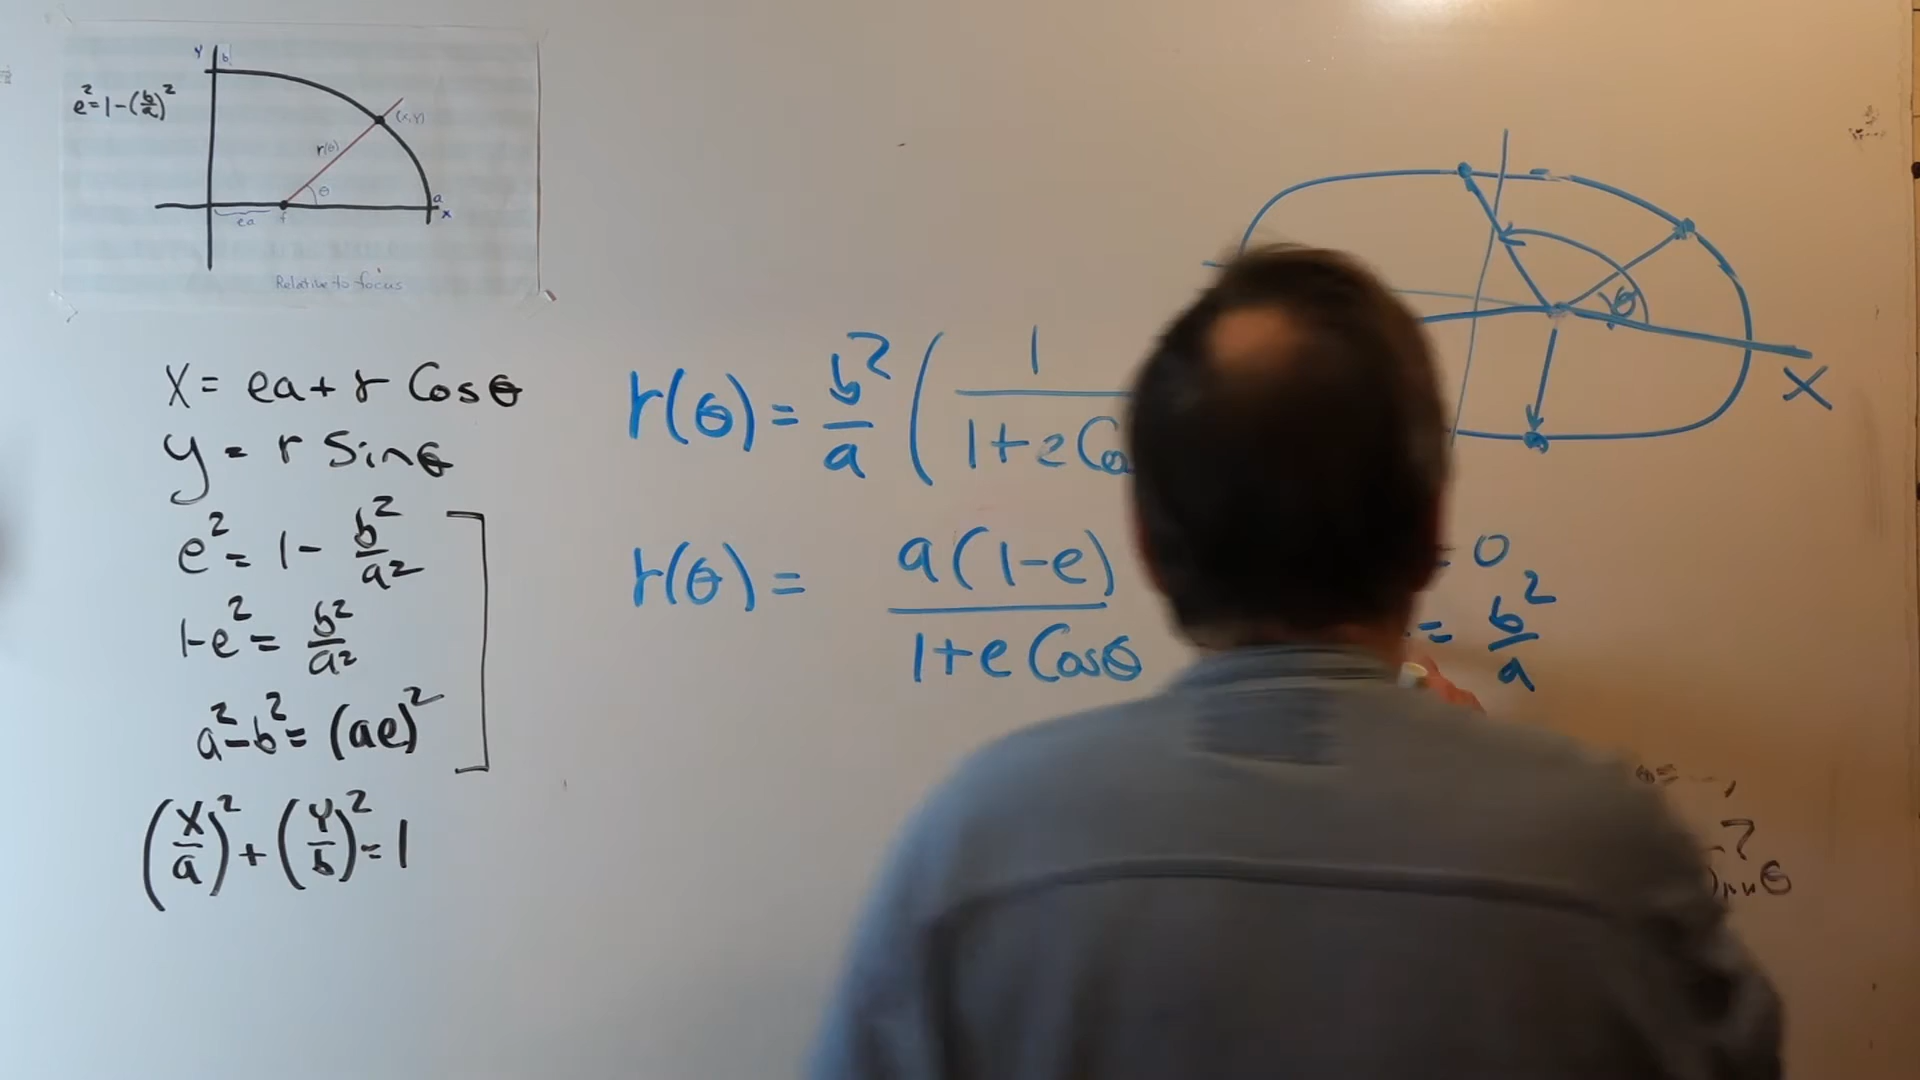 Y
b
e²=1-(b/a)²
(x,y)
r(θ)
θ
a
x
ea
f
Relative to focus
x = ea + r Cosθ
y = r Sinθ
e² = 1 - b²/a²
1-e² = b²/a²
a²-b² = (ae)²
(x/a)² + (y/b)² = 1
r(θ) = b²/a ( 1/1+e Co
r(θ) = a(1-e)/1+e Cosθ
θ
X
= 0
= b²/a
?
θ